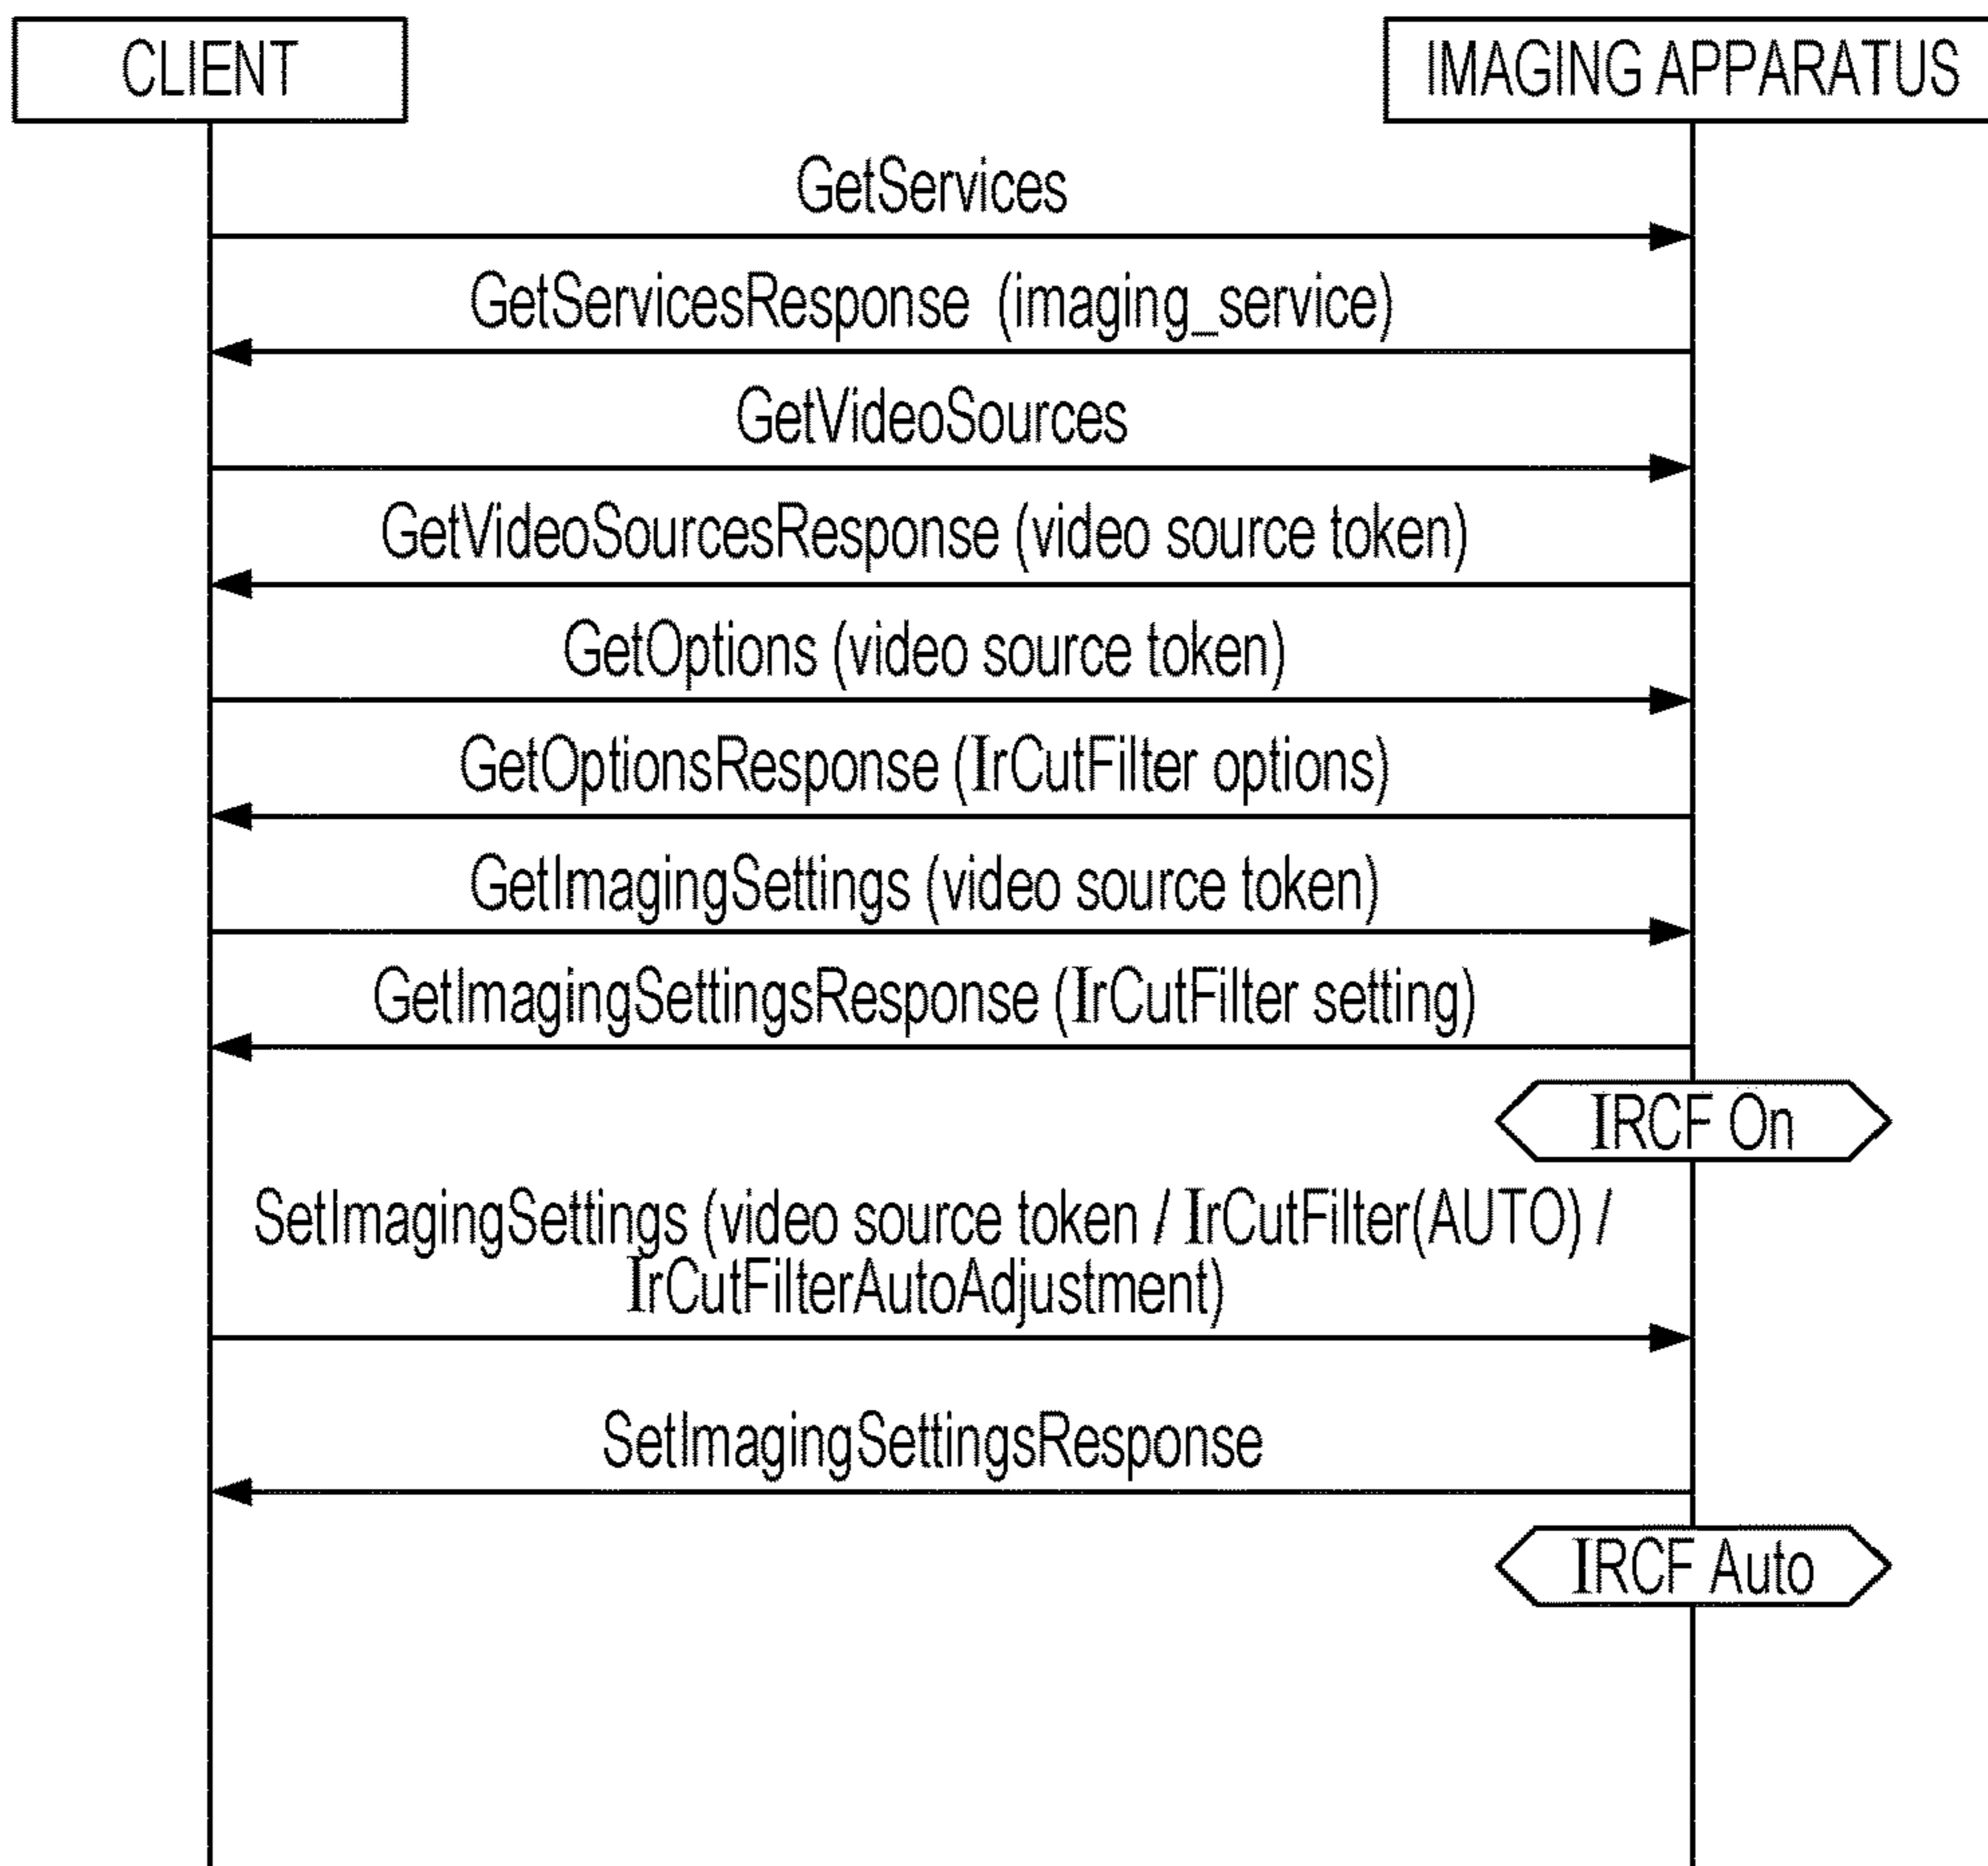 CLIENT
IMAGING APPARATUS
GetServices
GetServicesResponse (imaging_service)
GetVideoSources
GetVideoSourcesResponse (video source token)
GetOptions (video source token)
GetOptionsResponse (IrCutFilter options)
GetImagingSettings (video source token)
GetImagingSettingsResponse (IrCutFilter setting)
IRCF On
SetImagingSettings (video source token / IrCutFilter(AUTO) /
IrCutFilterAutoAdjustment)
SetImagingSettingsResponse
IRCF Auto